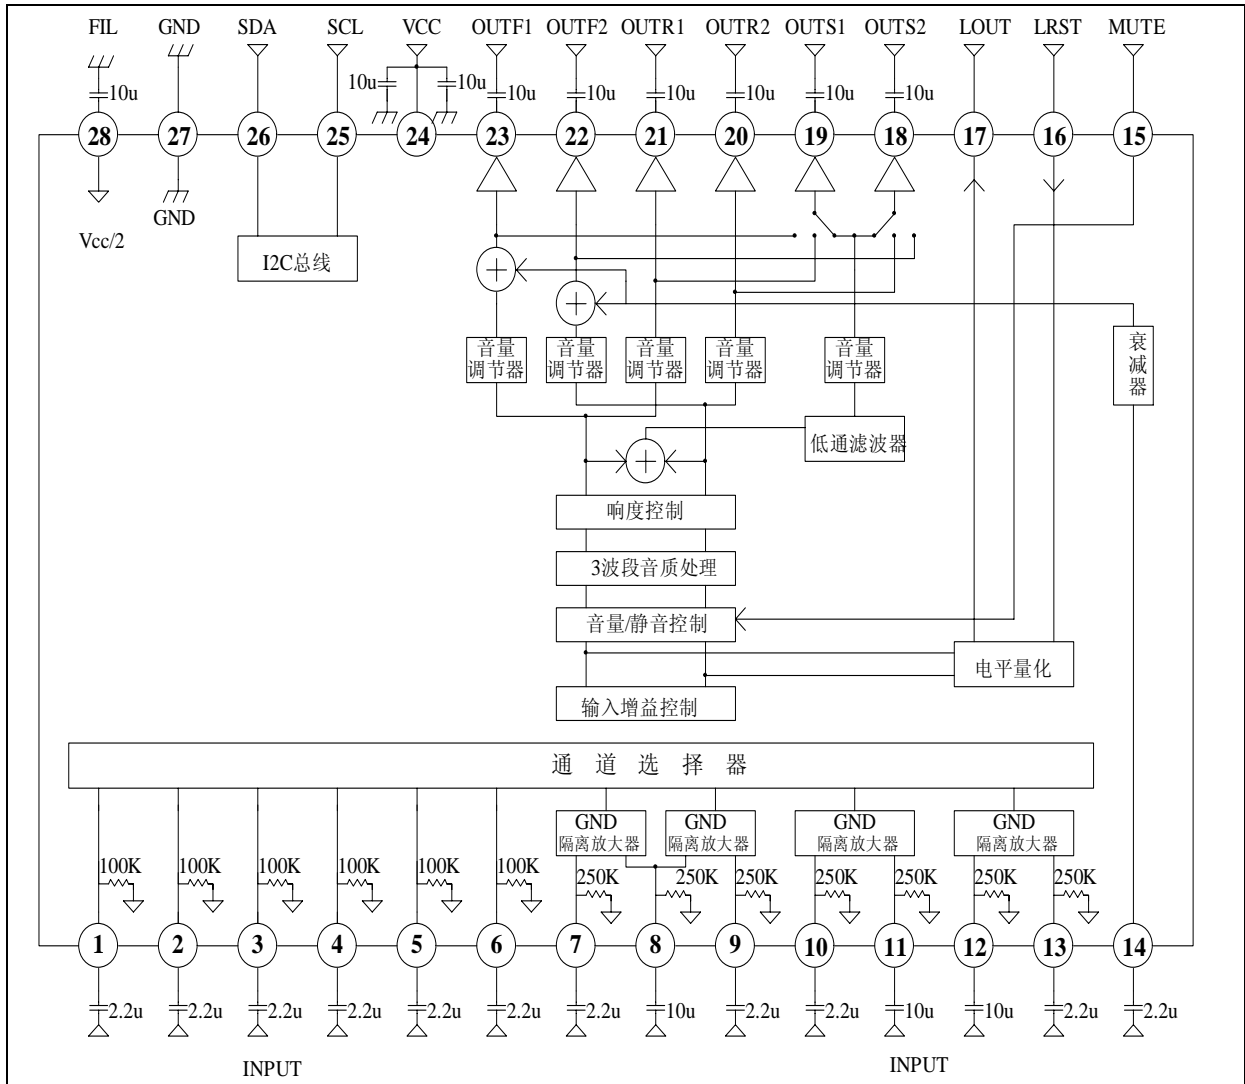 FIL GND SDA SCL VCC OUTF1 OUTF2 OUTR1 OUTR2 OUTS1 OUTS2 LOUT LRST MUTE
10u 10u 10u 10u 10u 10u 10u 10u 10u
28 27 26 25 24 23 22 21 20 19 18 17 16 15
GND
Vcc/2
I2C总线
音量
调节器
音量
调节器
音量
调节器
音量
调节器
音量
调节器
衰减器
低通滤波器
响度控制
3波段音质处理
音量/静音控制
电平量化
输入增益控制
通道选择器
GND
隔离放大器
GND
隔离放大器
GND
隔离放大器
GND
隔离放大器
100K 100K 100K 100K 100K 100K 250K 250K 250K 250K 250K 250K 250K
1 2 3 4 5 6 7 8 9 10 11 12 13 14
2.2u 2.2u 2.2u 2.2u 2.2u 2.2u 2.2u 10u 2.2u 2.2u 10u 10u 2.2u 2.2u
INPUT INPUT